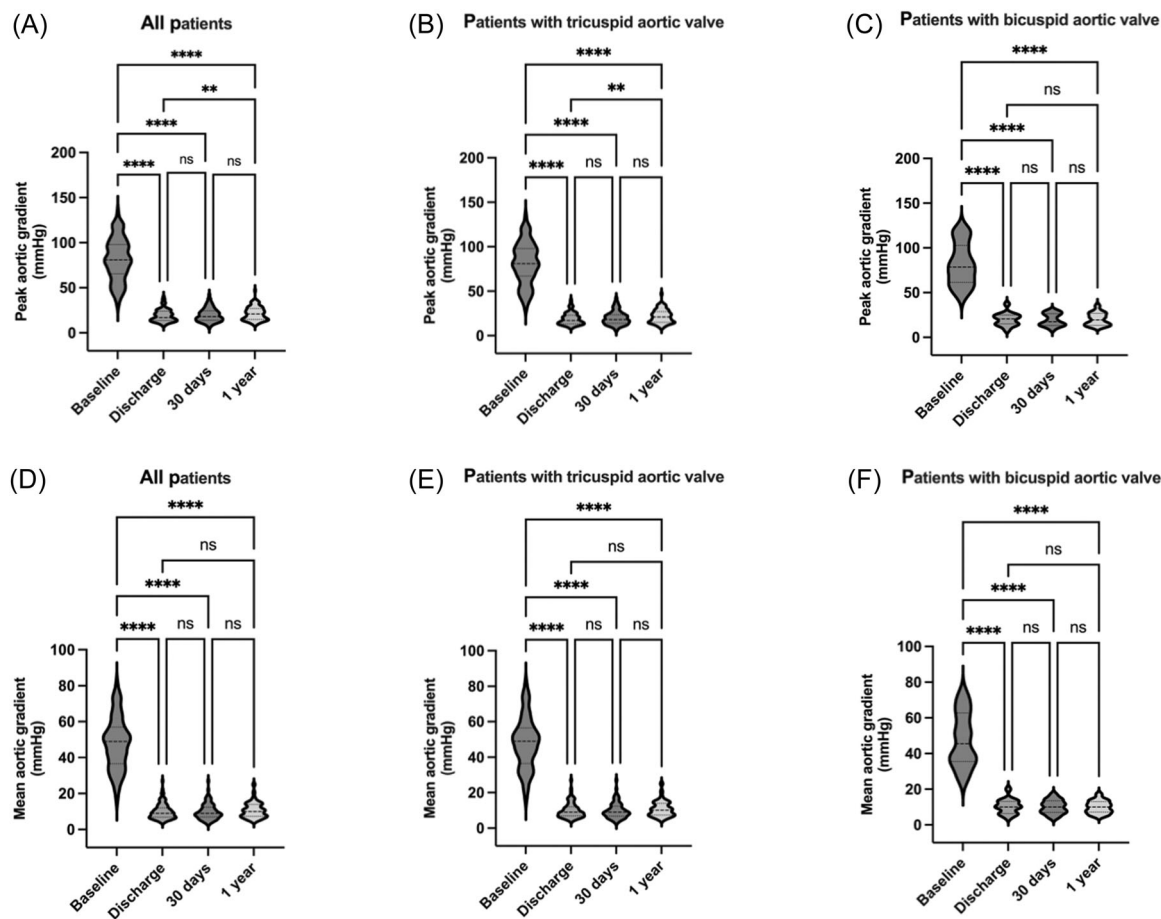 (A)
All patients
****
**
****
****
ns
ns
200
150
100
50
0
Peak aortic gradient
(mmHg)
Baseline
Discharge
30 days
1 year
(B)
Patients with tricuspid aortic valve
****
**
****
****
ns
ns
200
150
100
50
0
Peak aortic gradient
(mmHg)
Baseline
Discharge
30 days
1 year
(C)
Patients with bicuspid aortic valve
****
ns
****
****
ns
ns
200
150
100
50
0
Peak aortic gradient
(mmHg)
Baseline
Discharge
30 days
1 year
(D)
All patients
****
ns
****
****
ns
ns
100
80
60
40
20
0
Mean aortic gradient
(mmHg)
Baseline
Discharge
30 days
1 year
(E)
Patients with tricuspid aortic valve
****
ns
****
****
ns
ns
100
80
60
40
20
0
Mean aortic gradient
(mmHg)
Baseline
Discharge
30 days
1 year
(F)
Patients with bicuspid aortic valve
****
ns
****
****
ns
ns
100
80
60
40
20
0
Mean aortic gradient
(mmHg)
Baseline
Discharge
30 days
1 year